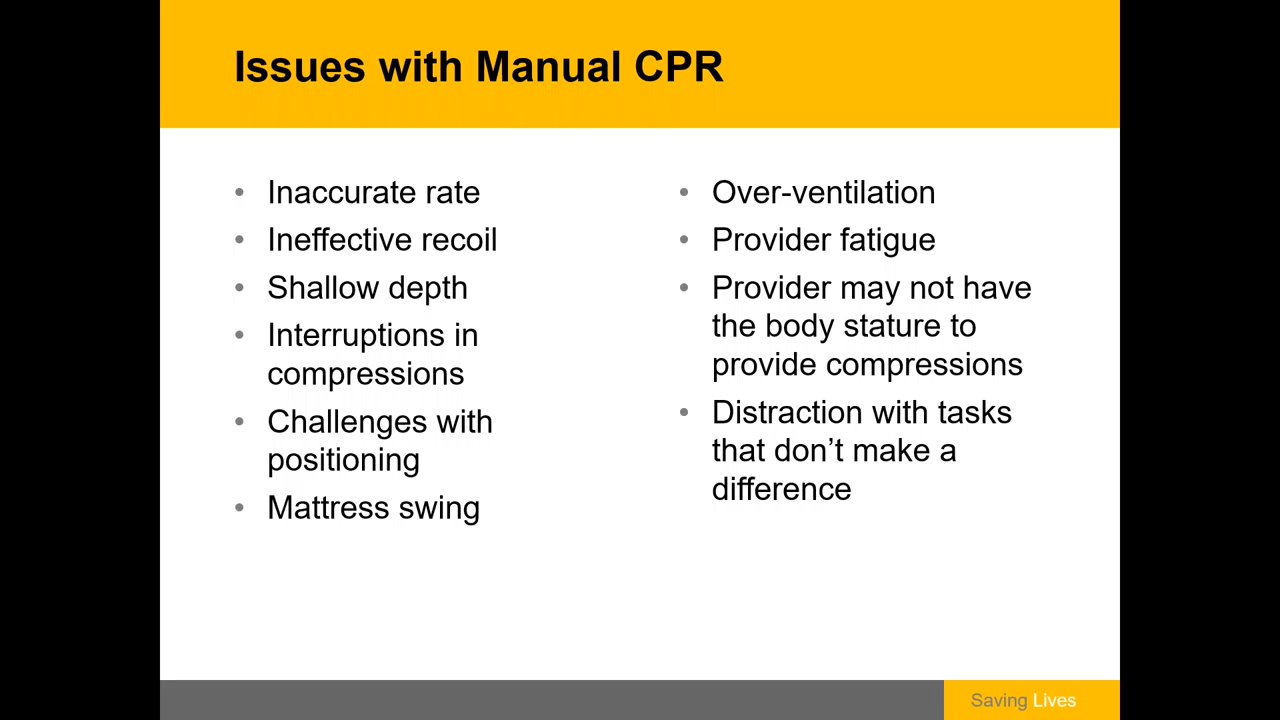 Issues with Manual CPR
• Inaccurate rate
• Ineffective recoil
• Shallow depth
• Interruptions in
compressions
• Challenges with
positioning
• Mattress swing
• Over-ventilation
• Provider fatigue
• Provider may not have
the body stature to
provide compressions
• Distraction with tasks
that don’t make a
difference
Saving Lives